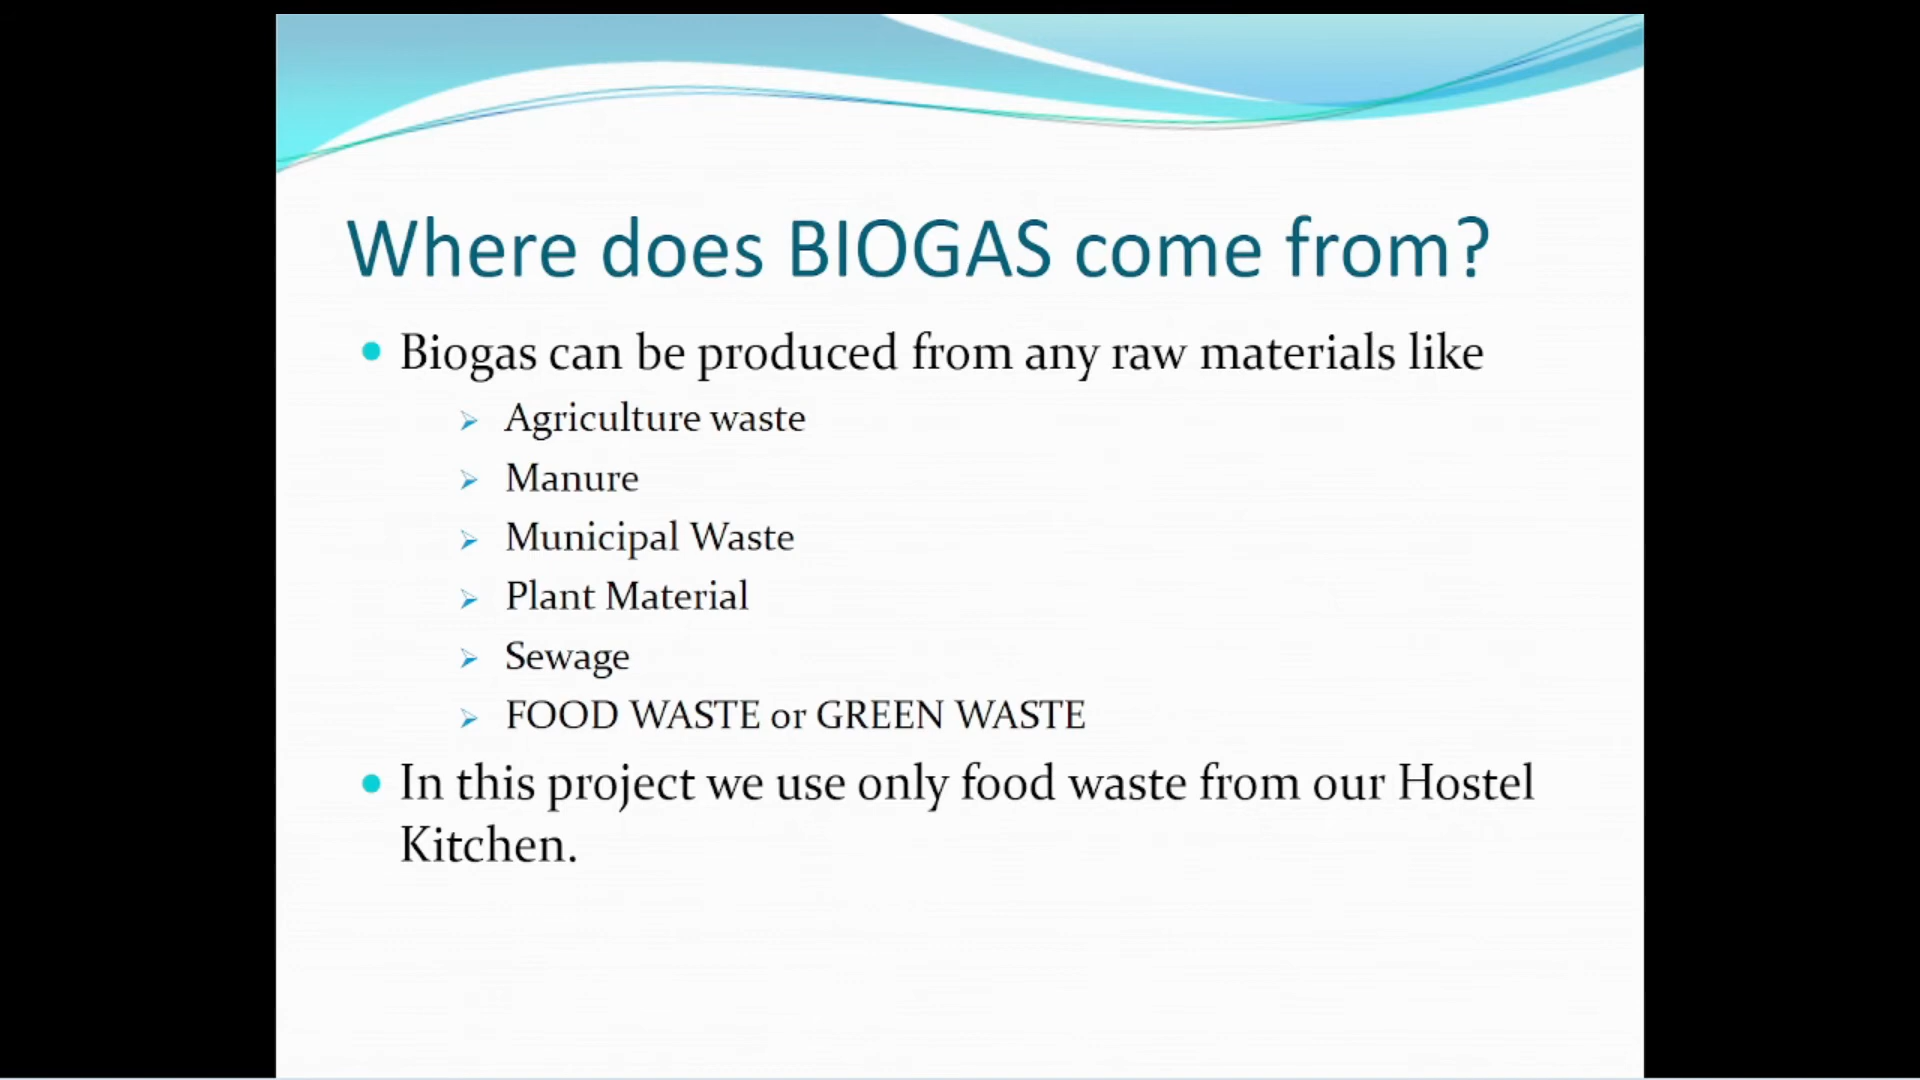 Where does BIOGAS come from?
Biogas can be produced from any raw materials like
Agriculture waste
Manure
Municipal Waste
Plant Material
Sewage
FOOD WASTE or GREEN WASTE
In this project we use only food waste from our Hostel
Kitchen.